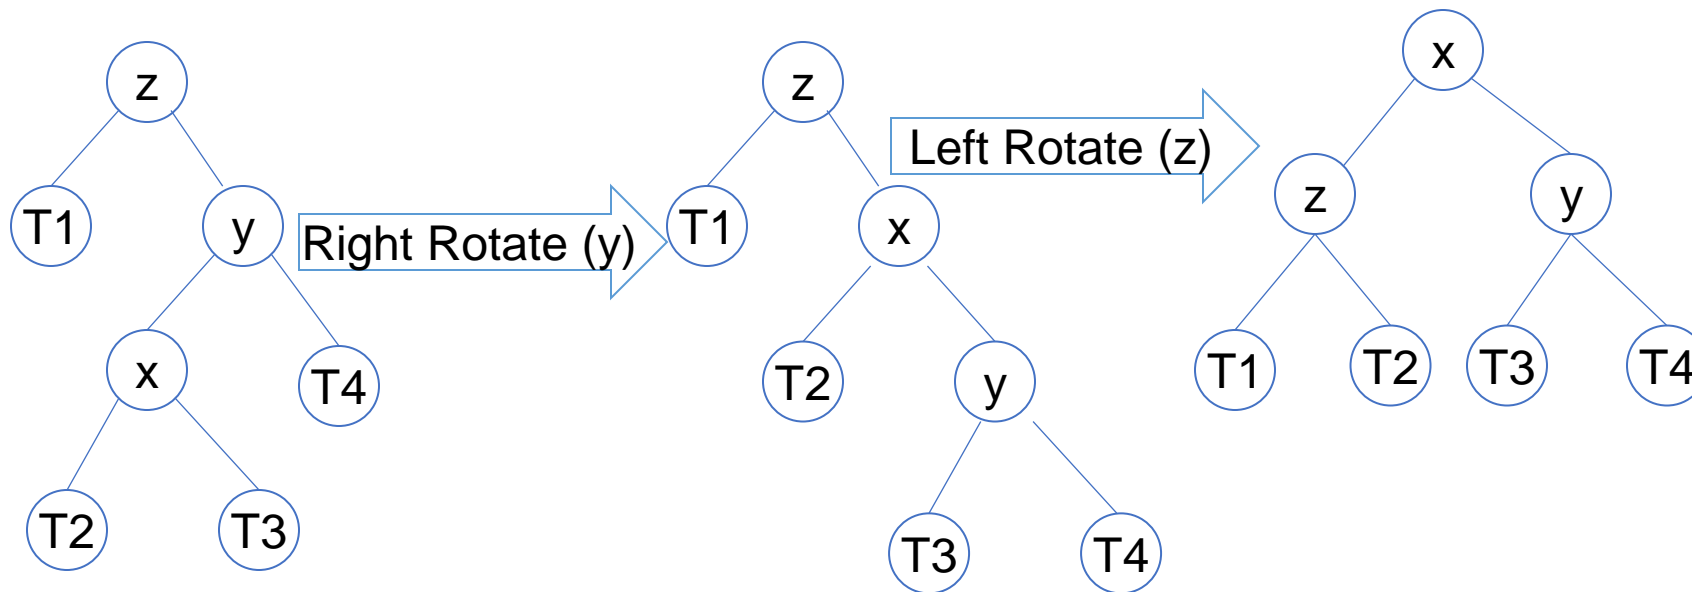 z
T1
y
x
T4
T2
T3
Right Rotate (y)
z
T1
x
T2
y
T3
T4
Left Rotate (z)
x
z
y
T1
T2
T3
T4